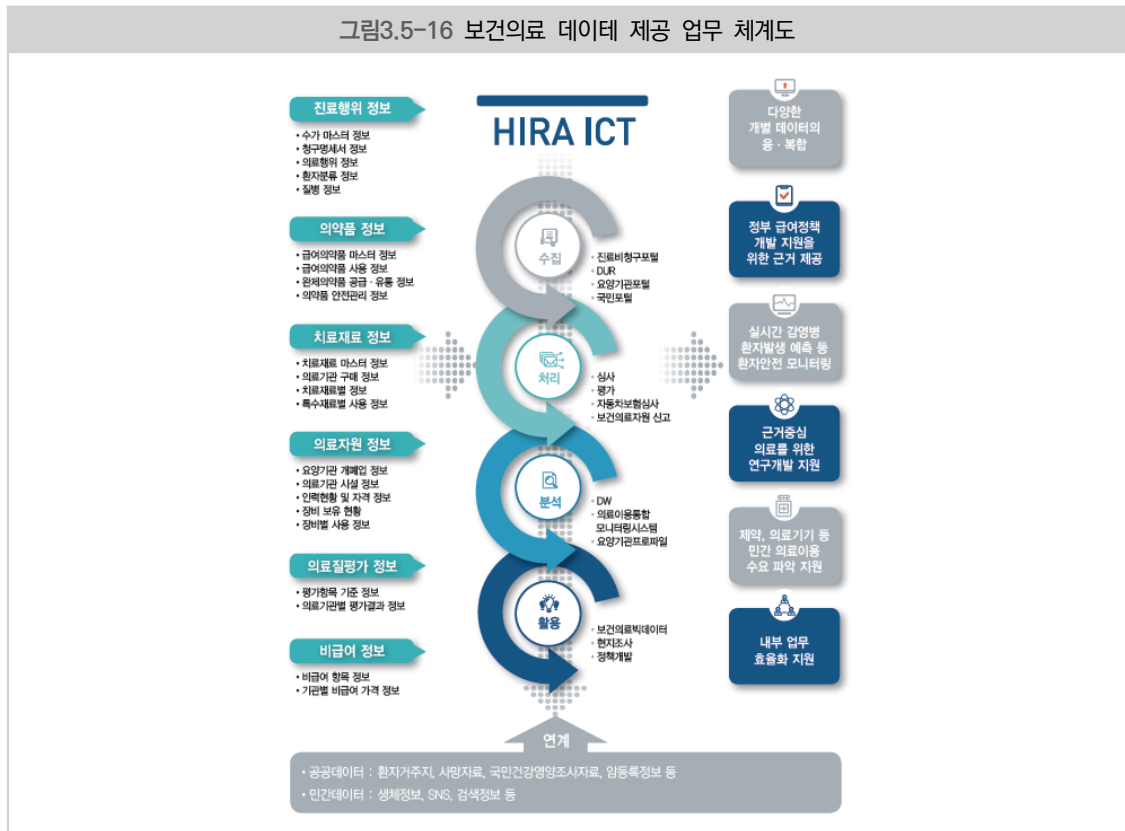 그림3.5-16 보건의료 데이테 제공 업무 체계도
진료행위 정보
• 수가 마스터 정보
• 청구명세서 정보
• 의료행위 정보
• 환자분류 정보
• 질병 정보
의약품 정보
• 급여의약품 마스터 정보
• 급여의약품 사용 정보
• 완제의약품 공급 · 유통 정보
• 의약품 안전관리 정보
치료재료 정보
• 치료재료 마스터 정보
• 의료기관 구매 정보
• 치료재료별 정보
• 특수재료별 사용 정보
의료자원 정보
• 요양기관 개폐업 정보
• 의료기관 시설 정보
• 인력현황 및 자격 정보
• 장비 보유 현황
• 장비별 사용 정보
의료질평가 정보
• 평가항목 기준 정보
• 의료기관별 평가결과 정보
비급여 정보
• 비급여 항목 정보
• 기관별 비급여 가격 정보
HIRA ICT
수집
• 진료비청구포털
• DUR
• 요양기관포털
• 국민포털
처리
• 심사
• 평가
• 자동차보험심사
• 보건의료자원 신고
분석
• DW
• 의료이용통합
모니터링시스템
• 요양기관프로파일
활용
• 보건의료빅데이터
• 현지조사
• 정책개발
다양한
개별 데이터의
융 · 복합
정부 급여정책
개발 지원을
위한 근거 제공
실시간 감염병
환자발생 예측 등
환자안전 모니터링
근거중심
의료를 위한
연구개발 지원
제약, 의료기기 등
민간 의료이용
수요 파악 지원
내부 업무
효율화 지원
연계
• 공공데이터 : 환자거주지, 사망자료, 국민건강영양조사자료, 암등록정보 등
• 민간데이터 : 생체정보, SNS, 검색정보 등